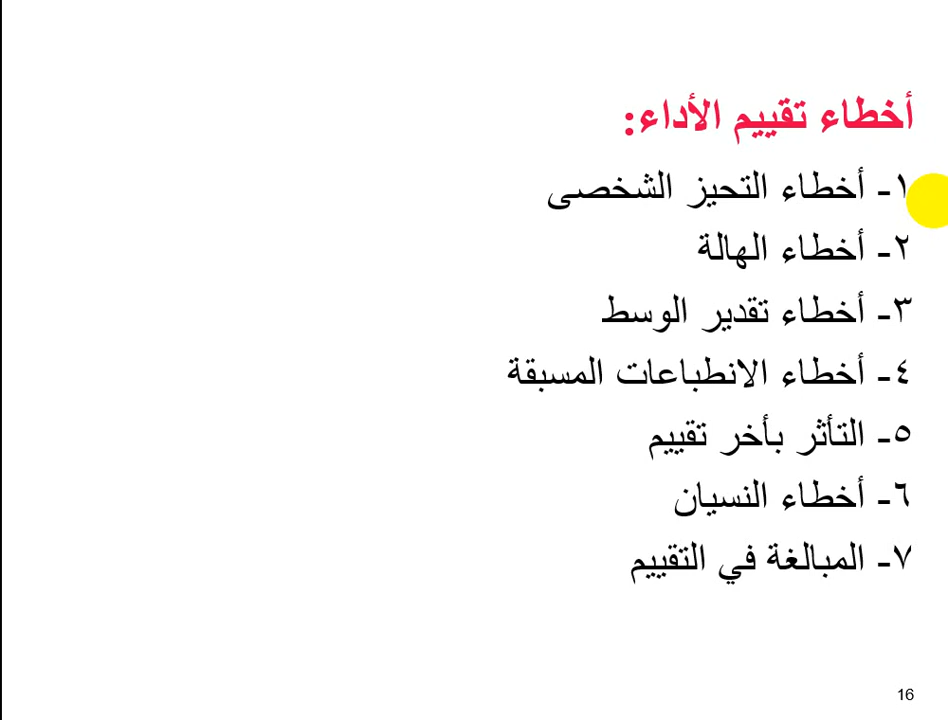 أخطاء تقييم الأداء:
١- أخطاء التحيز الشخصى
٢- أخطاء الهالة
٣- أخطاء تقدير الوسط
٤- أخطاء الانطباعات المسبقة
٥- التأثر بأخر تقييم
٦- أخطاء النسيان
٧- المبالغة في التقييم
16